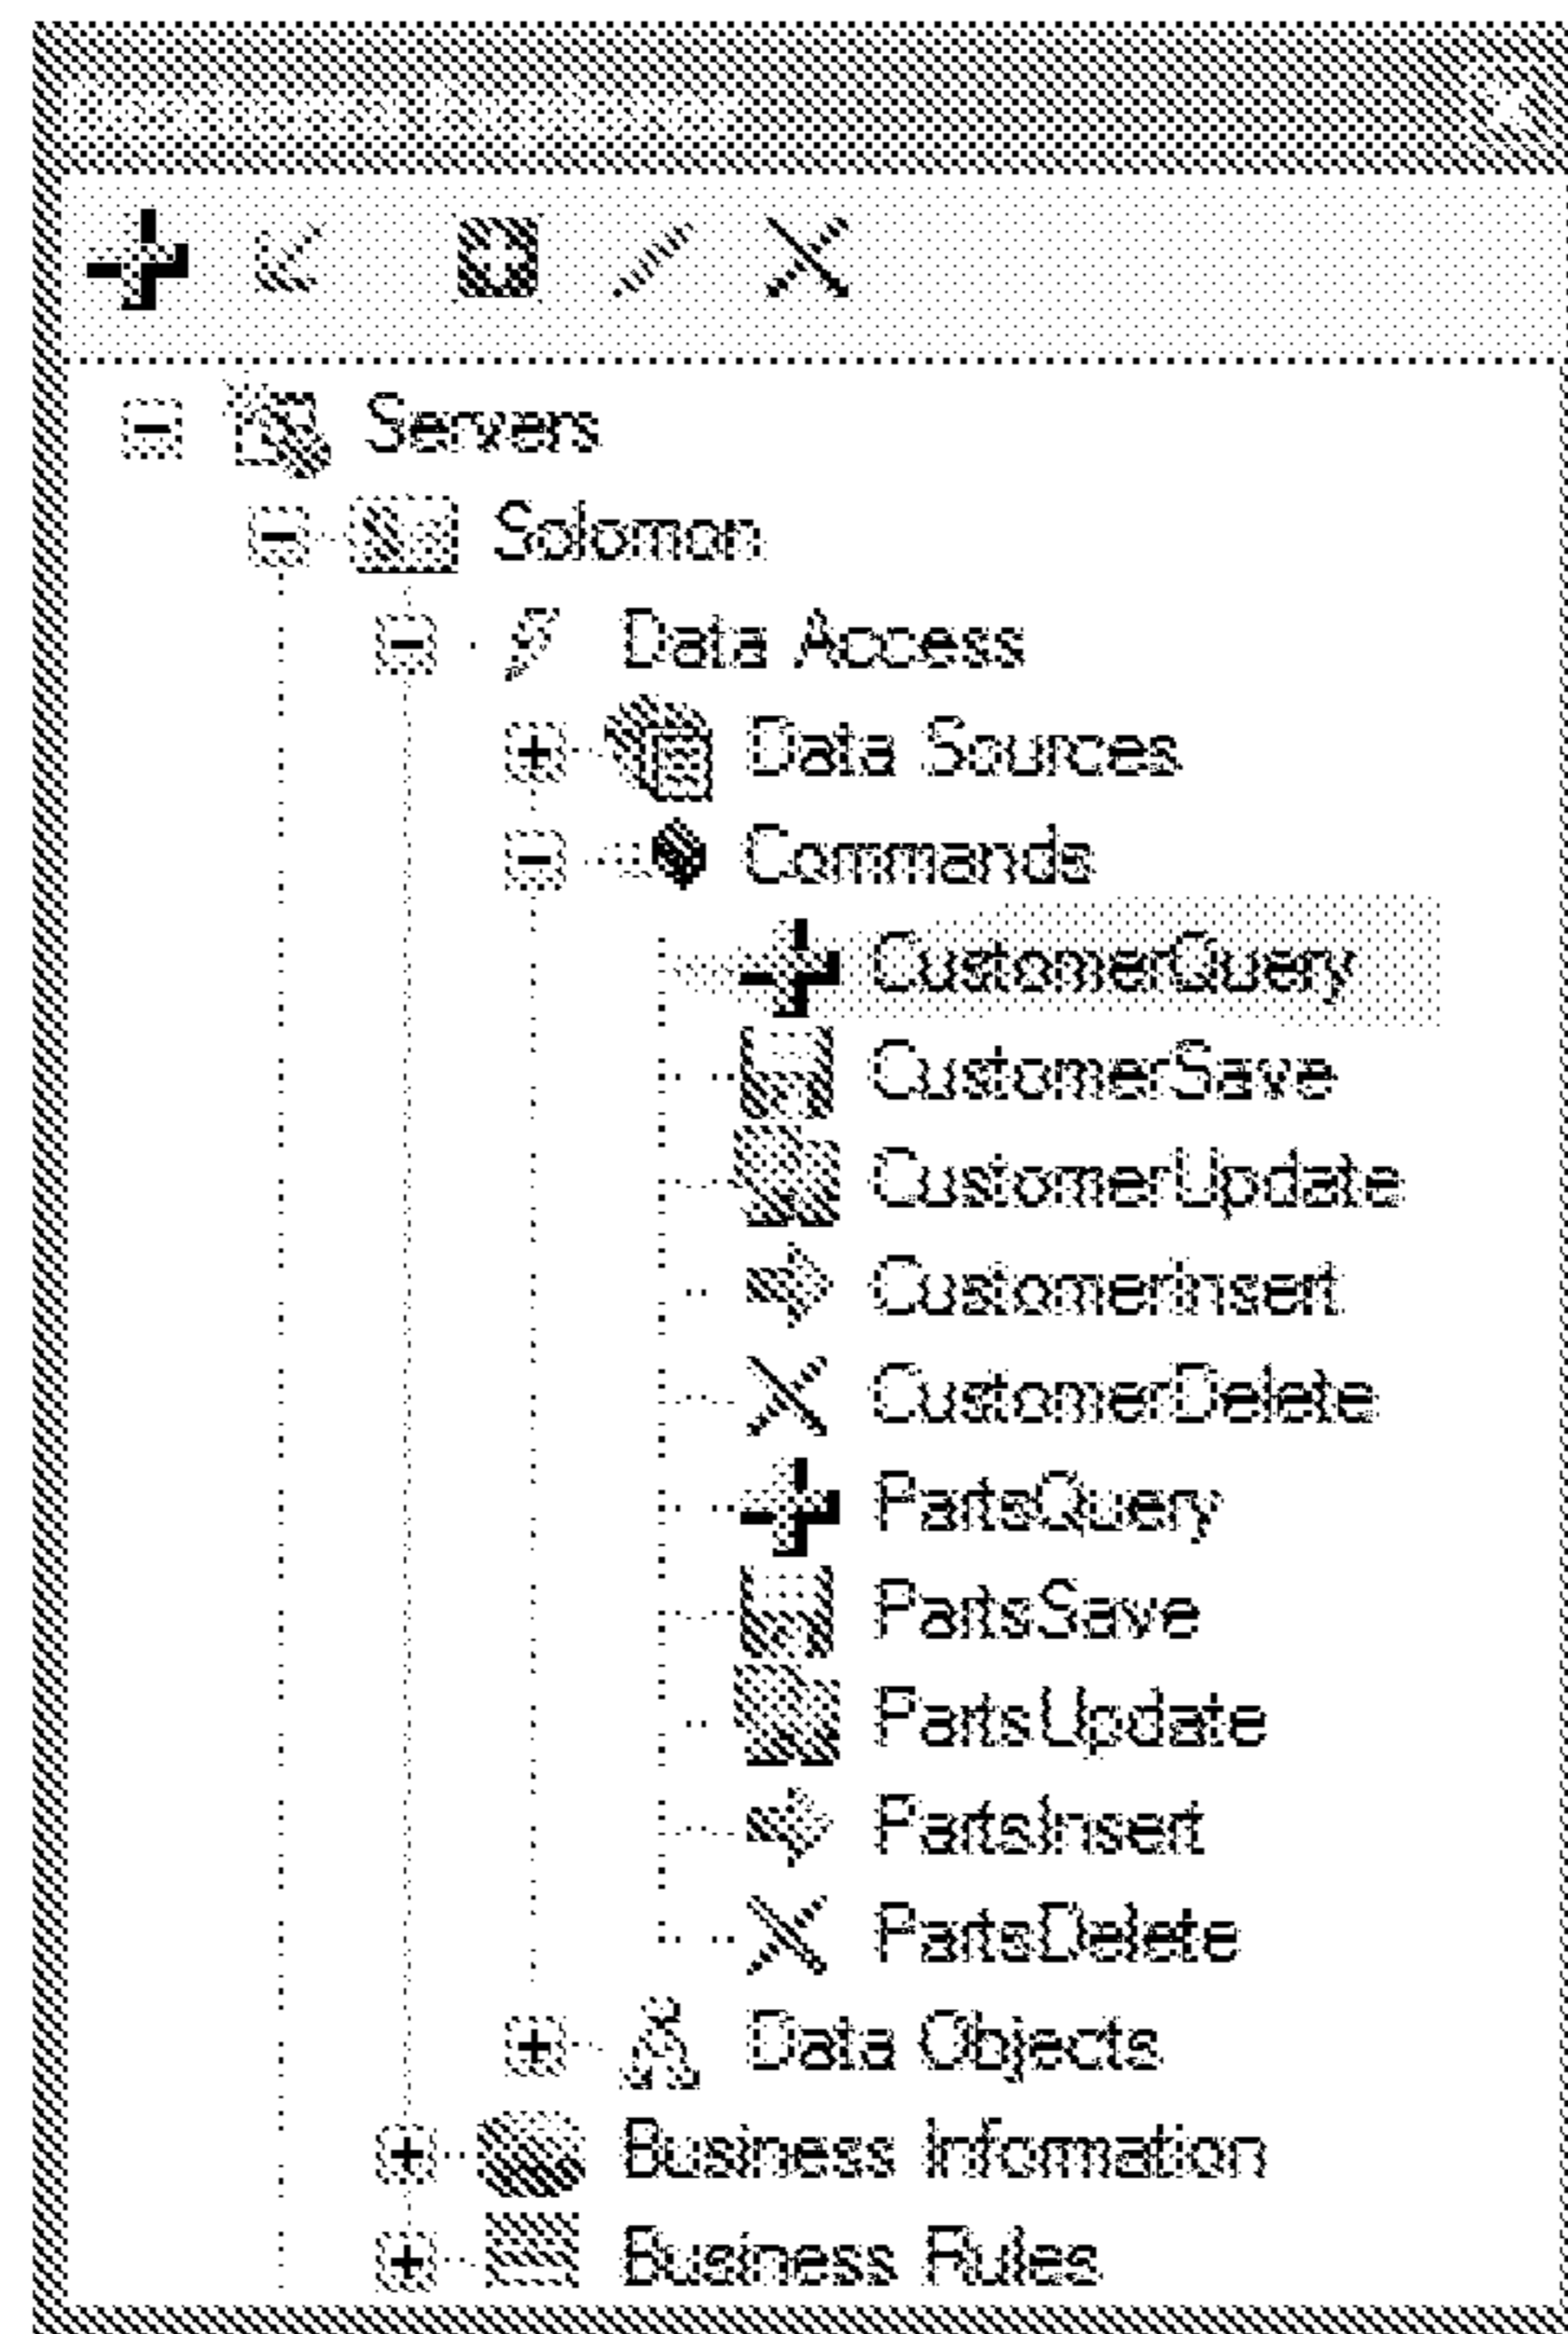 Servers
Solomon
Data Access
Data Sources
Commands
CustomerQuery
CustomerSave
CustomerUpdate
CustomerInsert
CustomerDelete
PartsQuery
PartsSave
PartsUpdate
PartsInsert
PartsDelete
Data Objects
Business Information
Business Rules